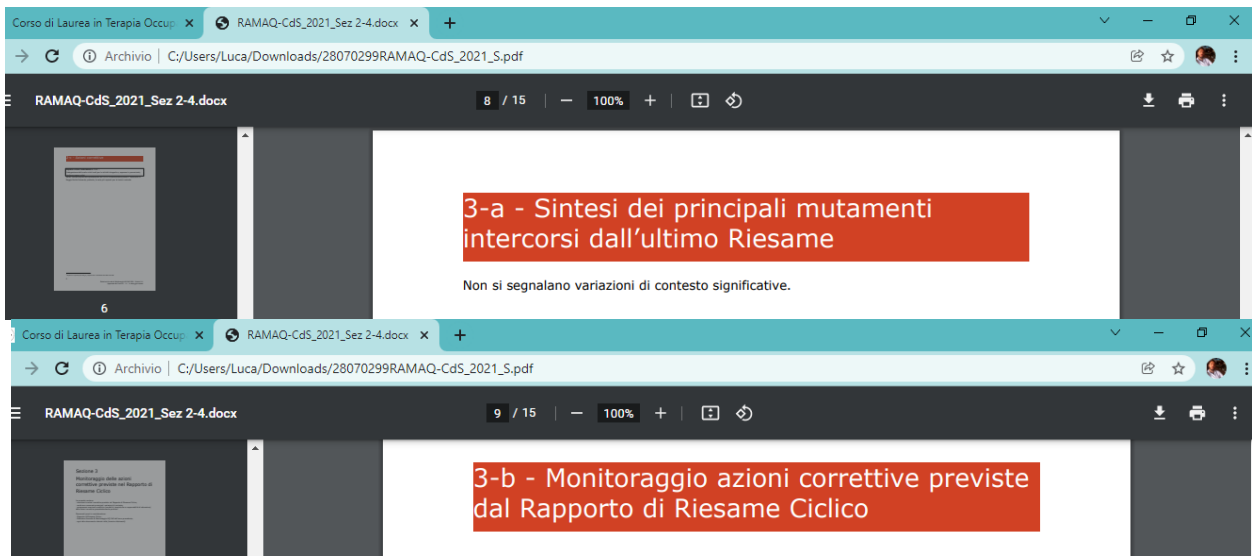 Corso di Laurea in Terapia Occup
RAMAQ-CdS_2021_Sez 2-4.docx
Archivio | C:/Users/Luca/Downloads/28070299RAMAQ-CdS_2021_S.pdf
RAMAQ-CdS_2021_Sez 2-4.docx
8 / 15
100%
6
3-a - Sintesi dei principali mutamenti
intercorsi dall'ultimo Riesame
Non si segnalano variazioni di contesto significative.
Corso di Laurea in Terapia Occup
RAMAQ-CdS_2021_Sez 2-4.docx
Archivio | C:/Users/Luca/Downloads/28070299RAMAQ-CdS_2021_S.pdf
RAMAQ-CdS_2021_Sez 2-4.docx
9 / 15
100%
Sezione 3
Monitoraggio delle azioni
correttive previste nel Rapporto di
Riesame Ciclico
3-b - Monitoraggio azioni correttive previste
dal Rapporto di Riesame Ciclico